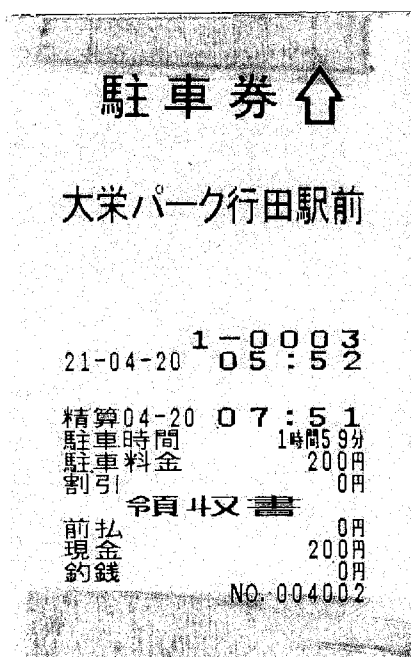 駐車券⇧
大栄パーク行田駅前
1-0003
21-04-20 05:52
精算04-20 07:51
駐車時間 1時間59分
駐車料金 200円
割引 0円
領収書
前払 0円
現金 200円
釣銭 0円
NO. 004002